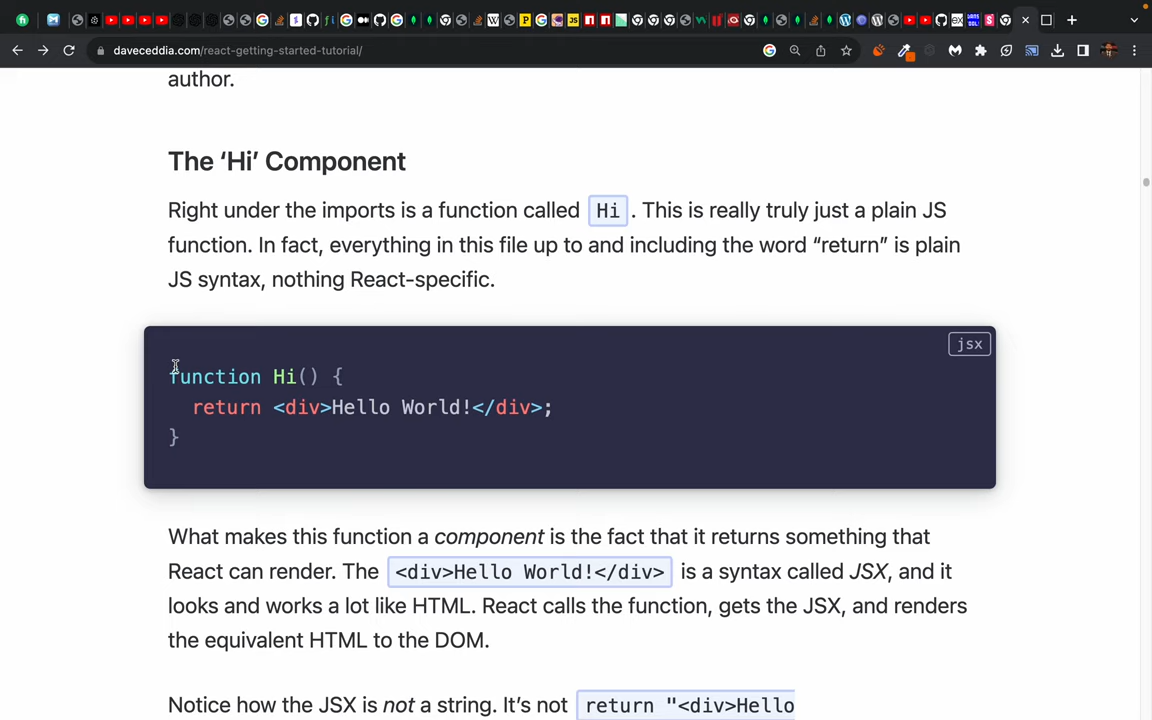 daveceddia.com/react-getting-started-tutorial/
author.
The ‘Hi’ Component
Right under the imports is a function called Hi . This is really truly just a plain JS
function. In fact, everything in this file up to and including the word “return” is plain
JS syntax, nothing React-specific.
jsx
function Hi() {
  return <div>Hello World!</div>;
}
What makes this function a component is the fact that it returns something that
React can render. The <div>Hello World!</div> is a syntax called JSX, and it
looks and works a lot like HTML. React calls the function, gets the JSX, and renders
the equivalent HTML to the DOM.
Notice how the JSX is not a string. It’s not return "<div>Hello